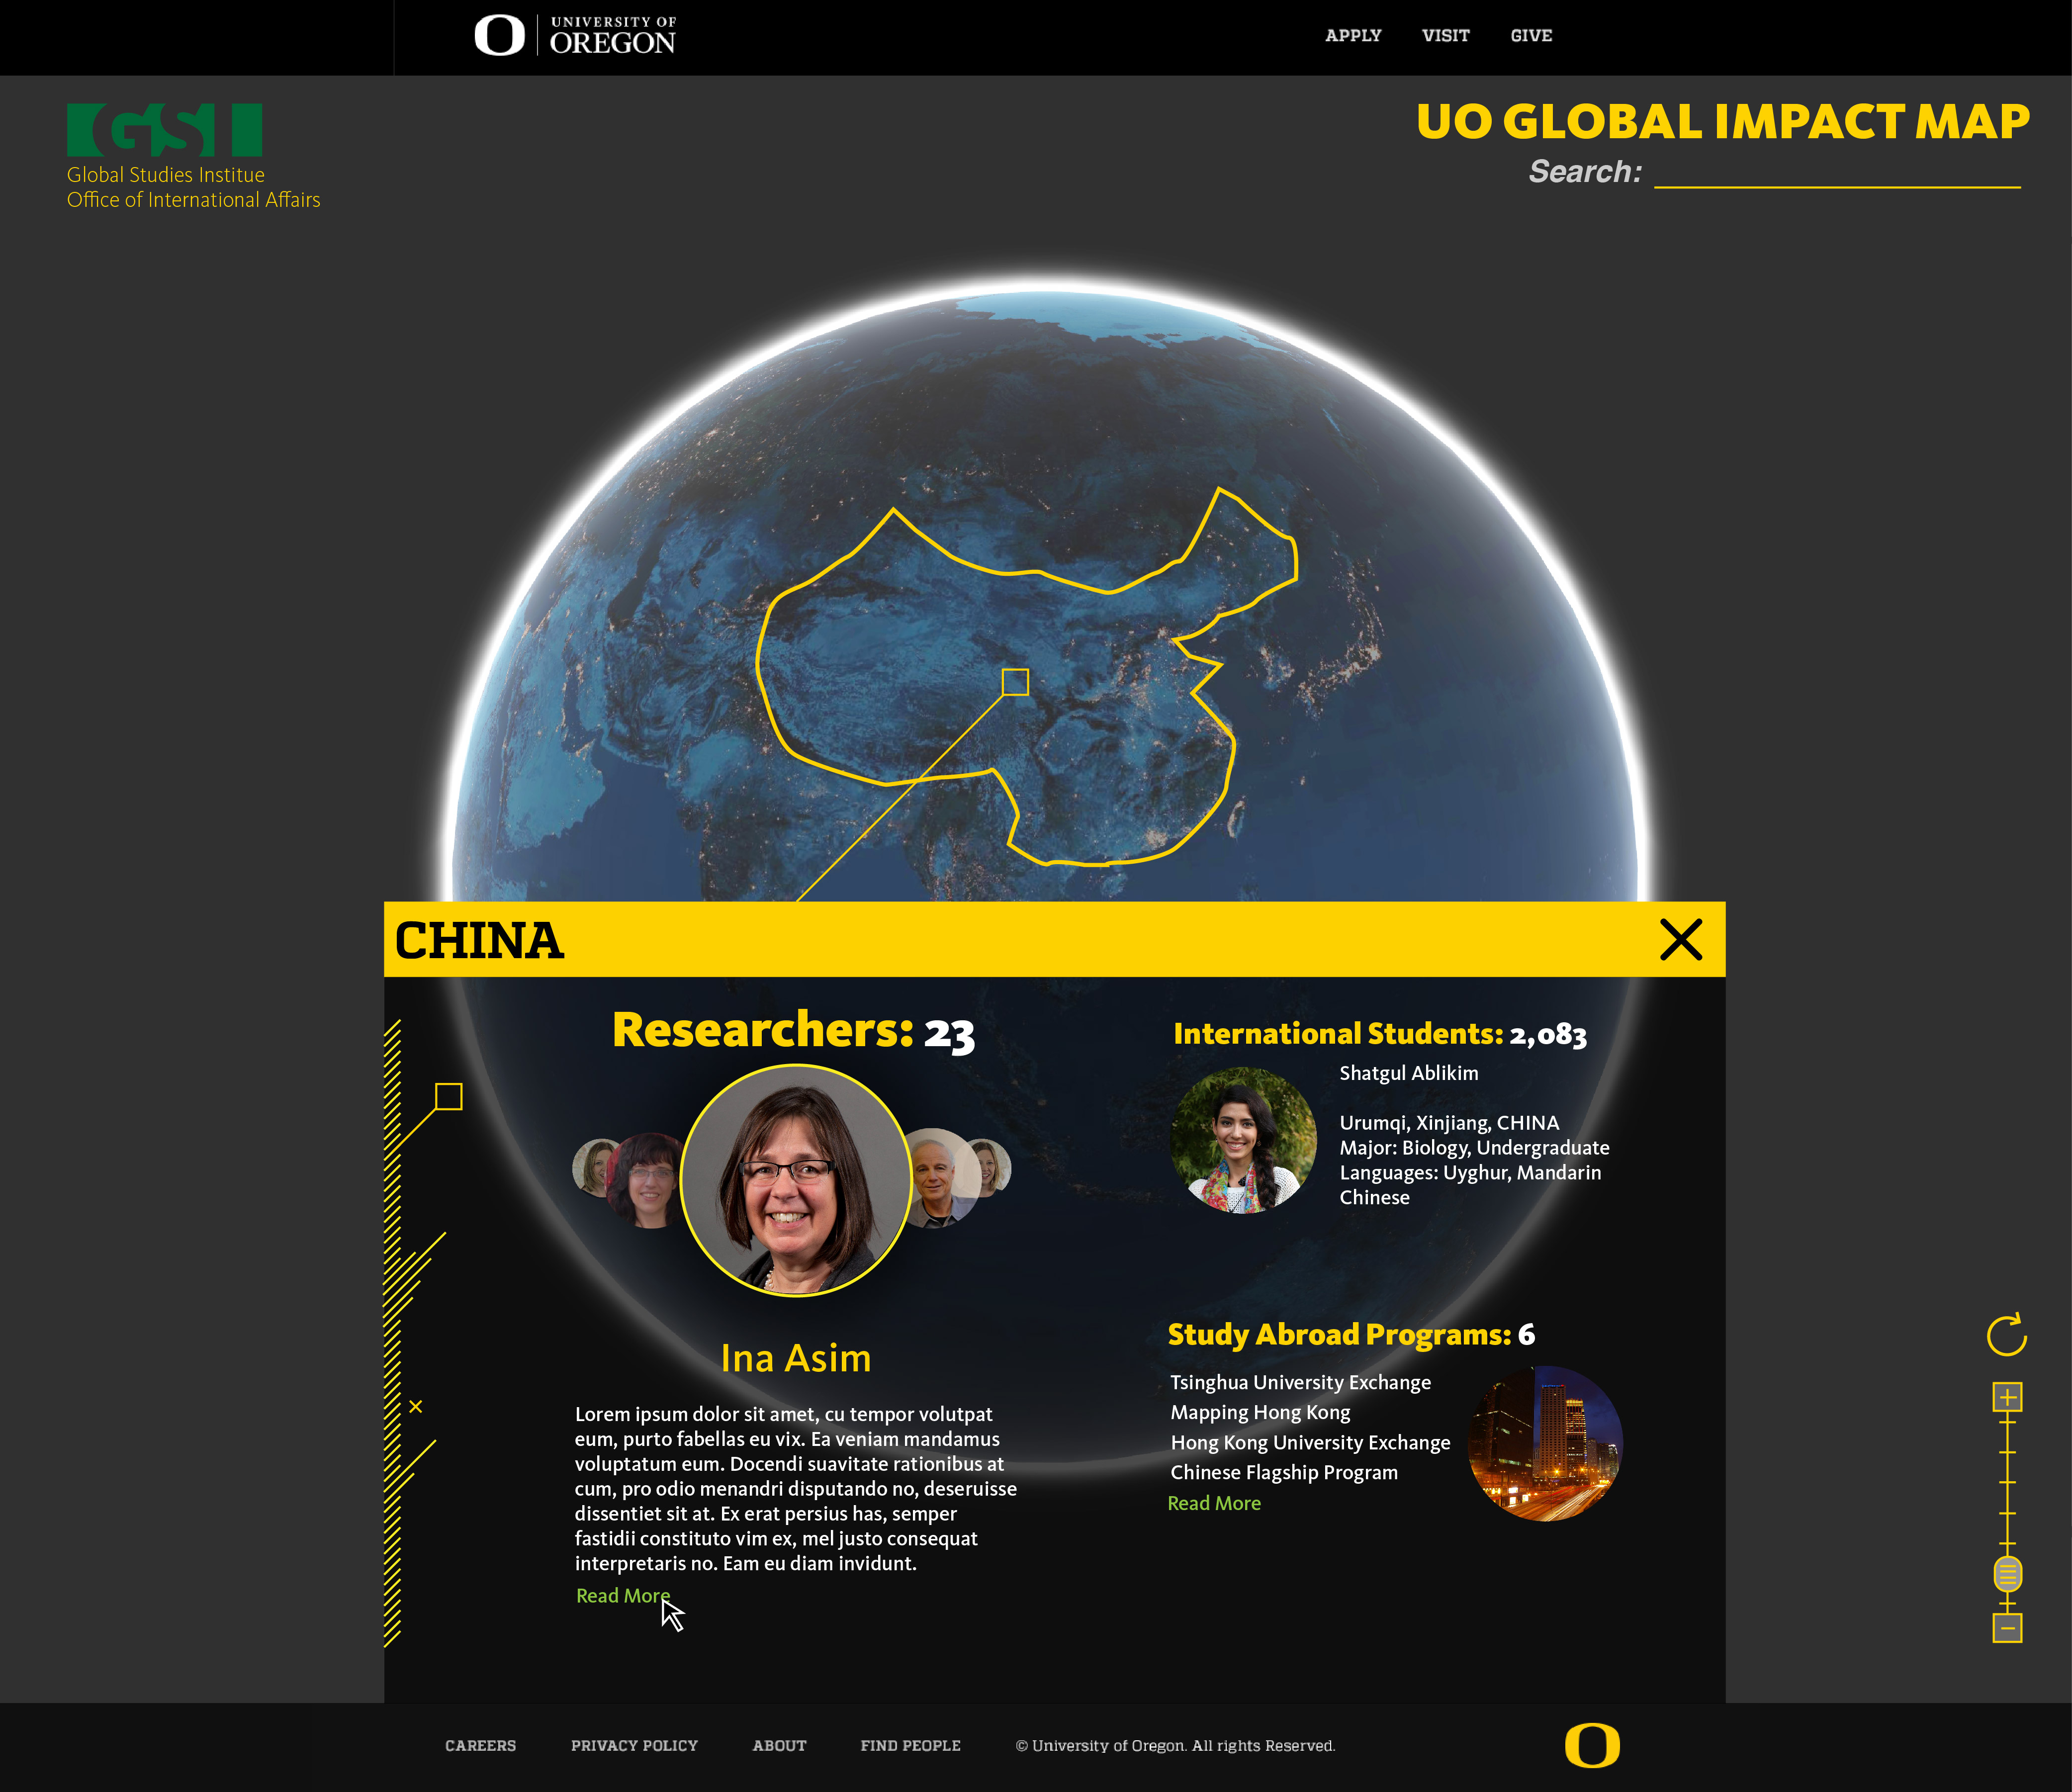 UNIVERSITY OF
OREGON
APPLY VISIT GIVE
GSI
Global Studies Institue
Office of International Affairs
UO GLOBAL IMPACT MAP
Search:
CHINA
Researchers: 23
Ina Asim
Lorem ipsum dolor sit amet, cu tempor volutpat
eum, purto fabellas eu vix. Ea veniam mandamus
voluptatum eum. Docendi suavitate rationibus at
cum, pro odio menandri disputando no, deseruisse
dissentiet sit at. Ex erat persius has, semper
fastidii constituto vim ex, mel justo consequat
interpretaris no. Eam eu diam invidunt.
Read More
International Students: 2,083
Shatgul Ablikim
Urumqi, Xinjiang, CHINA
Major: Biology, Undergraduate
Languages: Uyghur, Mandarin
Chinese
Study Abroad Programs: 6
Tsinghua University Exchange
Mapping Hong Kong
Hong Kong University Exchange
Chinese Flagship Program
Read More
CAREERS PRIVACY POLICY ABOUT FIND PEOPLE © University of Oregon. All rights Reserved.